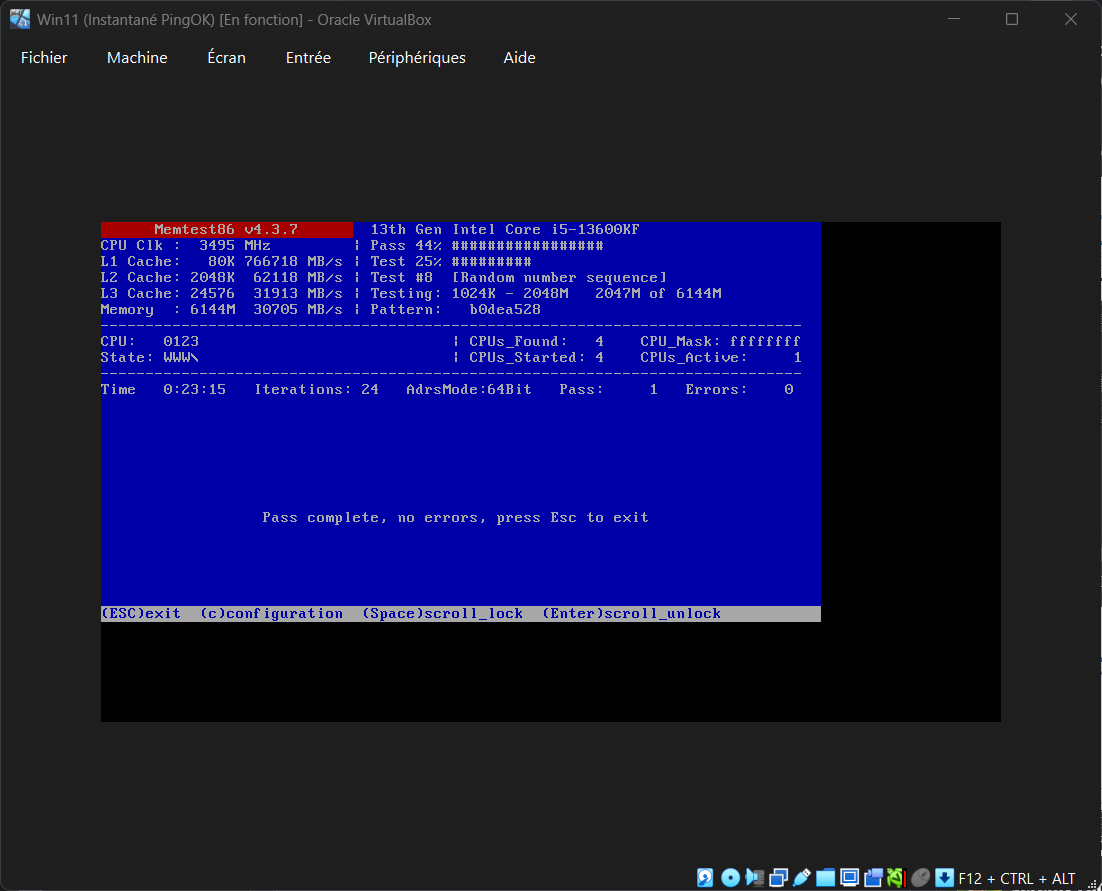 Win11 (Instantané PingOK) [En fonction] - Oracle VirtualBox
Fichier Machine Écran Entrée Périphériques Aide
Memtest86 v4.3.7 13th Gen Intel Core i5-13600KF
CPU Clk : 3495 MHz | Pass 44% #################
L1 Cache: 80K 766718 MB/s | Test 25% #########
L2 Cache: 2048K 62118 MB/s | Test #8 [Random number sequence]
L3 Cache: 24576 31913 MB/s | Testing: 1024K - 2048M 2047M of 6144M
Memory : 6144M 30705 MB/s | Pattern: b0dea528
------------------------------------------------------------------------------
CPU: 0123 | CPUs_Found: 4 CPU_Mask: ffffffff
State: WWW\ | CPUs_Started: 4 CPUs_Active: 1
------------------------------------------------------------------------------
Time 0:23:15 Iterations: 24 AdrsMode:64Bit Pass: 1 Errors: 0
Pass complete, no errors, press Esc to exit
(ESC)exit (c)configuration (Space)scroll_lock (Enter)scroll_unlock
F12 + CTRL + ALT